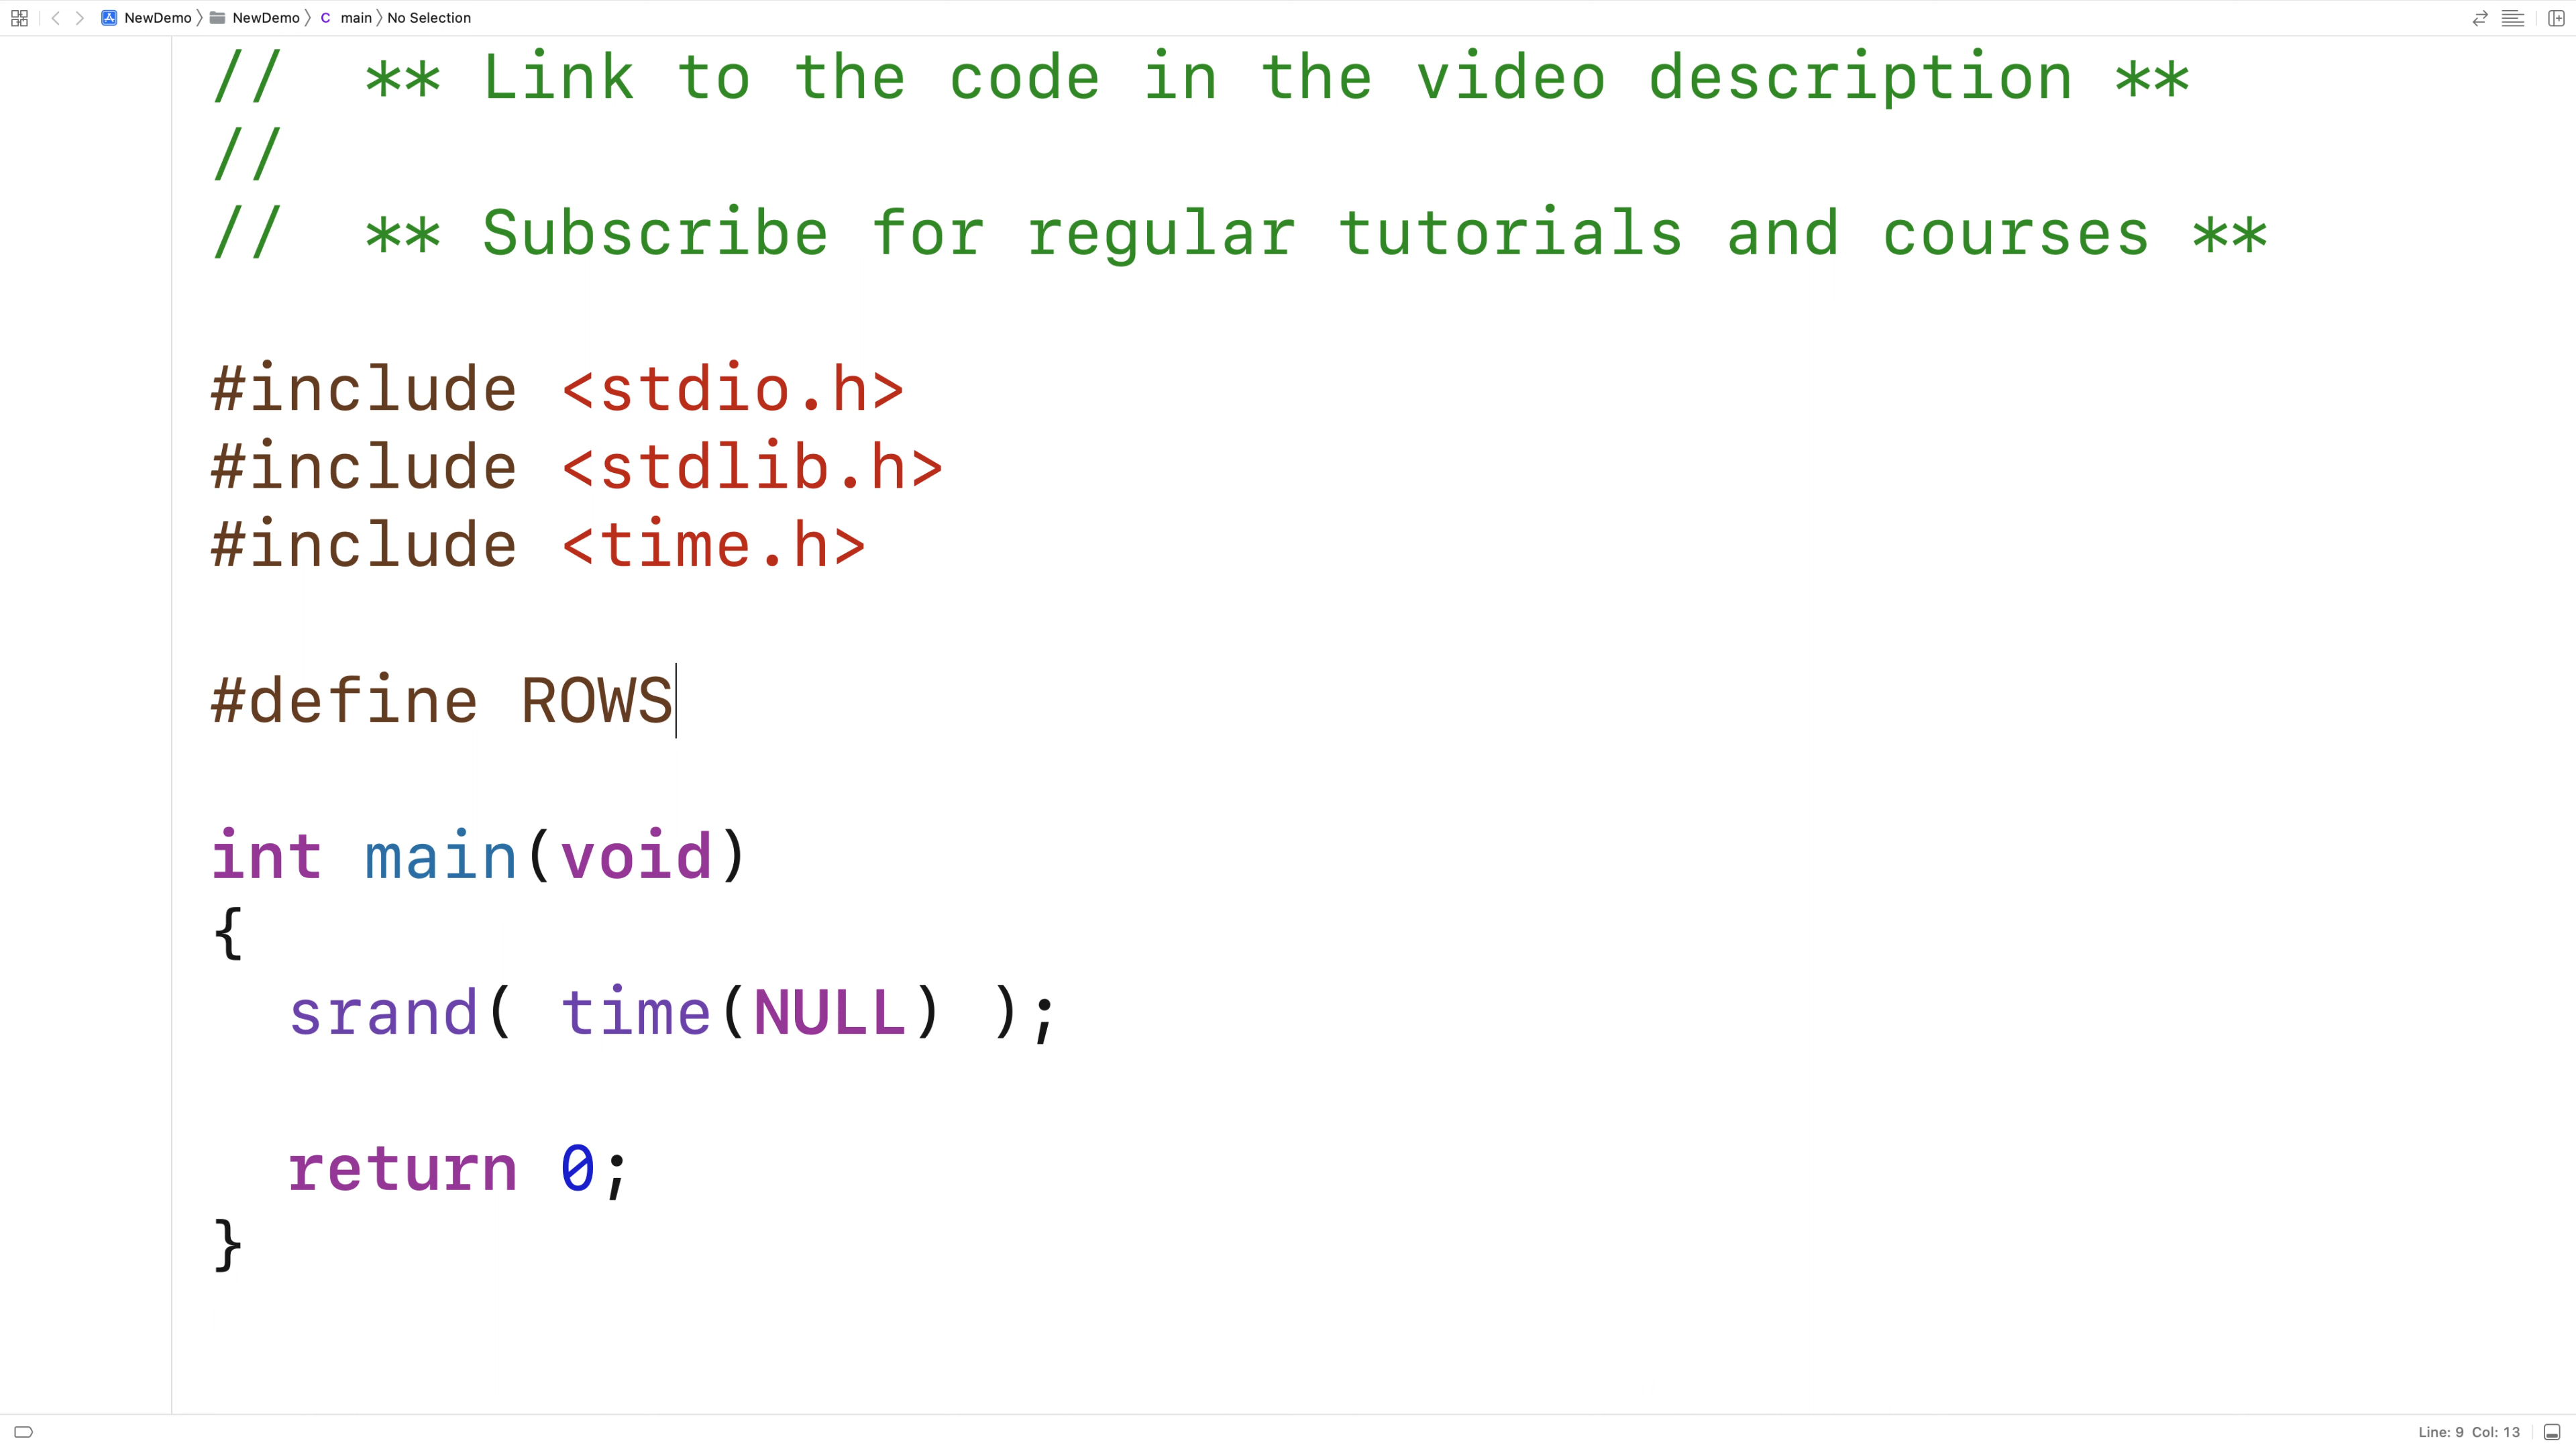 NewDemo NewDemo C main No Selection
// ** Link to the code in the video description **
//
// ** Subscribe for regular tutorials and courses **
#include <stdio.h>
#include <stdlib.h>
#include <time.h>
#define ROWS
int main(void)
{
srand( time(NULL) );
return 0;
}
Line: 9 Col: 13